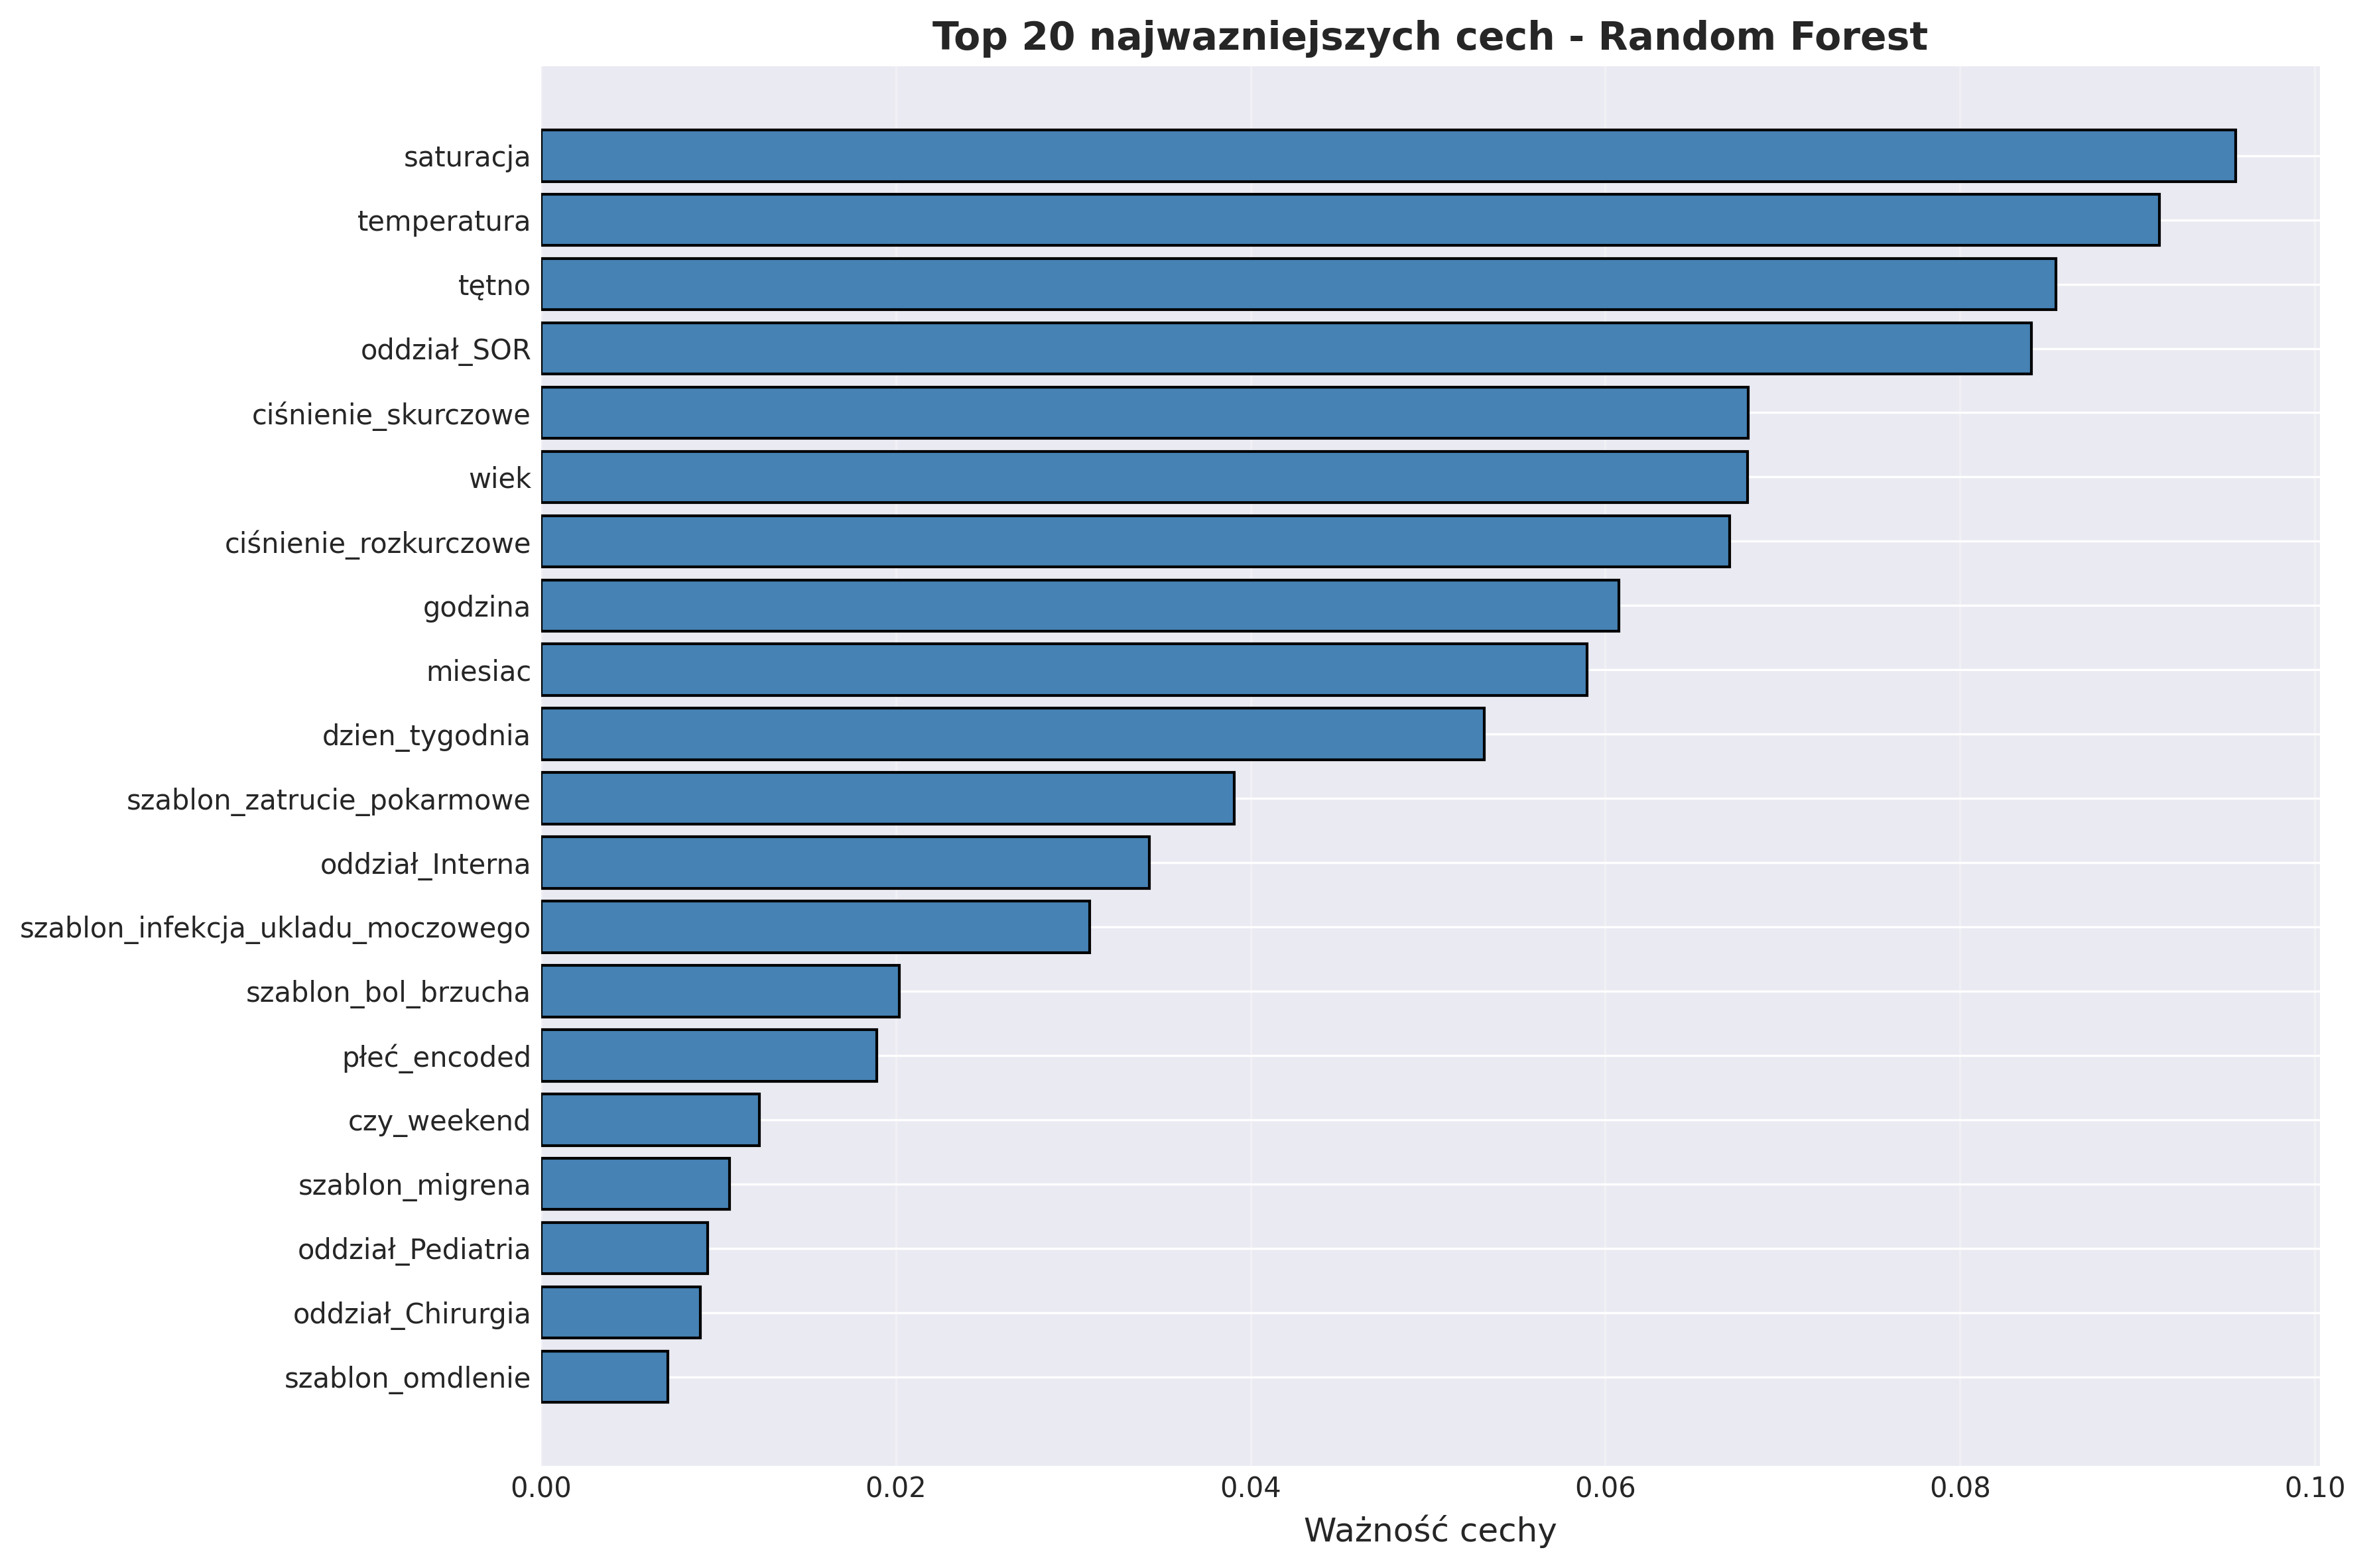 Top 20 najwazniejszych cech - Random Forest
saturacja
temperatura
tętno
oddział_SOR
ciśnienie_skurczowe
wiek
ciśnienie_rozkurczowe
godzina
miesiac
dzien_tygodnia
szablon_zatrucie_pokarmowe
oddział_Interna
szablon_infekcja_ukladu_moczowego
szablon_bol_brzucha
płeć_encoded
czy_weekend
szablon_migrena
oddział_Pediatria
oddział_Chirurgia
szablon_omdlenie
0.00 0.02 0.04 0.06 0.08 0.10
Ważność cechy